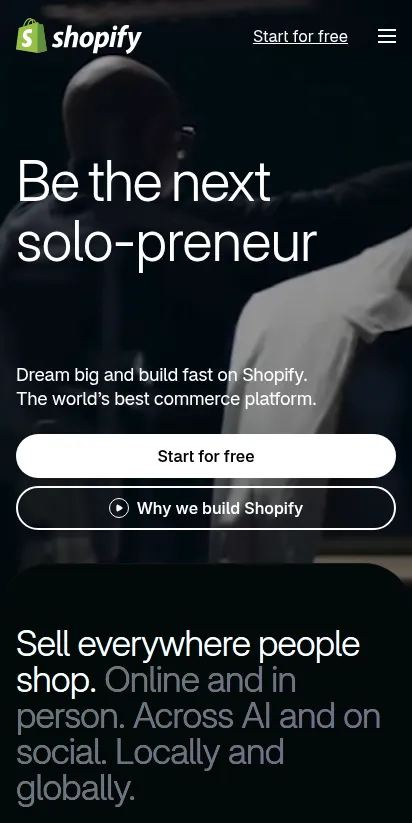 shopify
Start for free
Be the next
solo-preneur
Dream big and build fast on Shopify.
The world’s best commerce platform.
Start for free
Why we build Shopify
Sell everywhere people
shop. Online and in
person. Across AI and on
social. Locally and
globally.